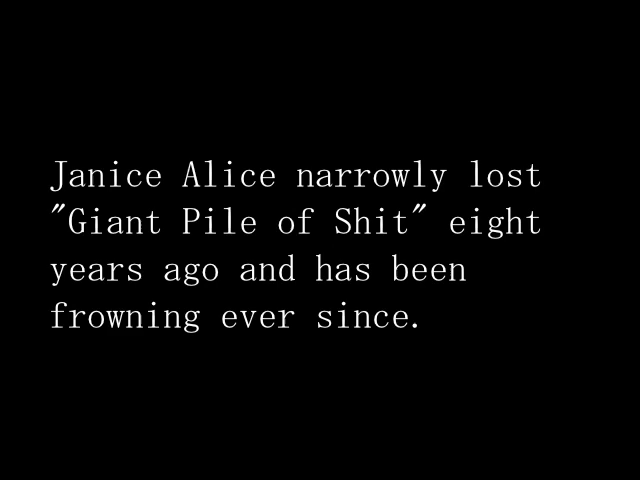 Janice Alice narrowly lost
"Giant Pile of Shit" eight
years ago and has been
frowning ever since.